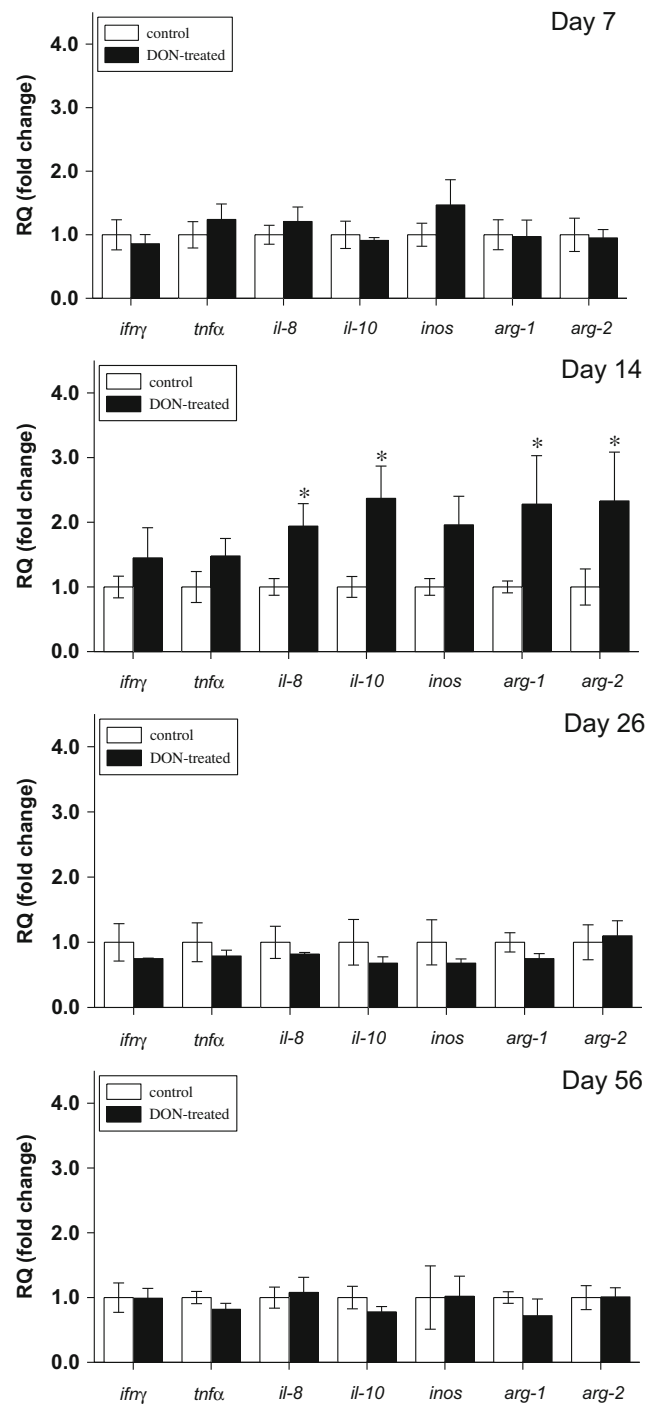 Day 7
control
DON-treated
RQ (fold change)
4.0
3.0
2.0
1.0
0.0
ifnγ tnfα il-8 il-10 inos arg-1 arg-2
Day 14
control
DON-treated
RQ (fold change)
4.0
3.0
2.0
1.0
0.0
* * * *
ifnγ tnfα il-8 il-10 inos arg-1 arg-2
Day 26
control
DON-treated
RQ (fold change)
4.0
3.0
2.0
1.0
0.0
ifnγ tnfα il-8 il-10 inos arg-1 arg-2
Day 56
control
DON-treated
RQ (fold change)
4.0
3.0
2.0
1.0
0.0
ifnγ tnfα il-8 il-10 inos arg-1 arg-2